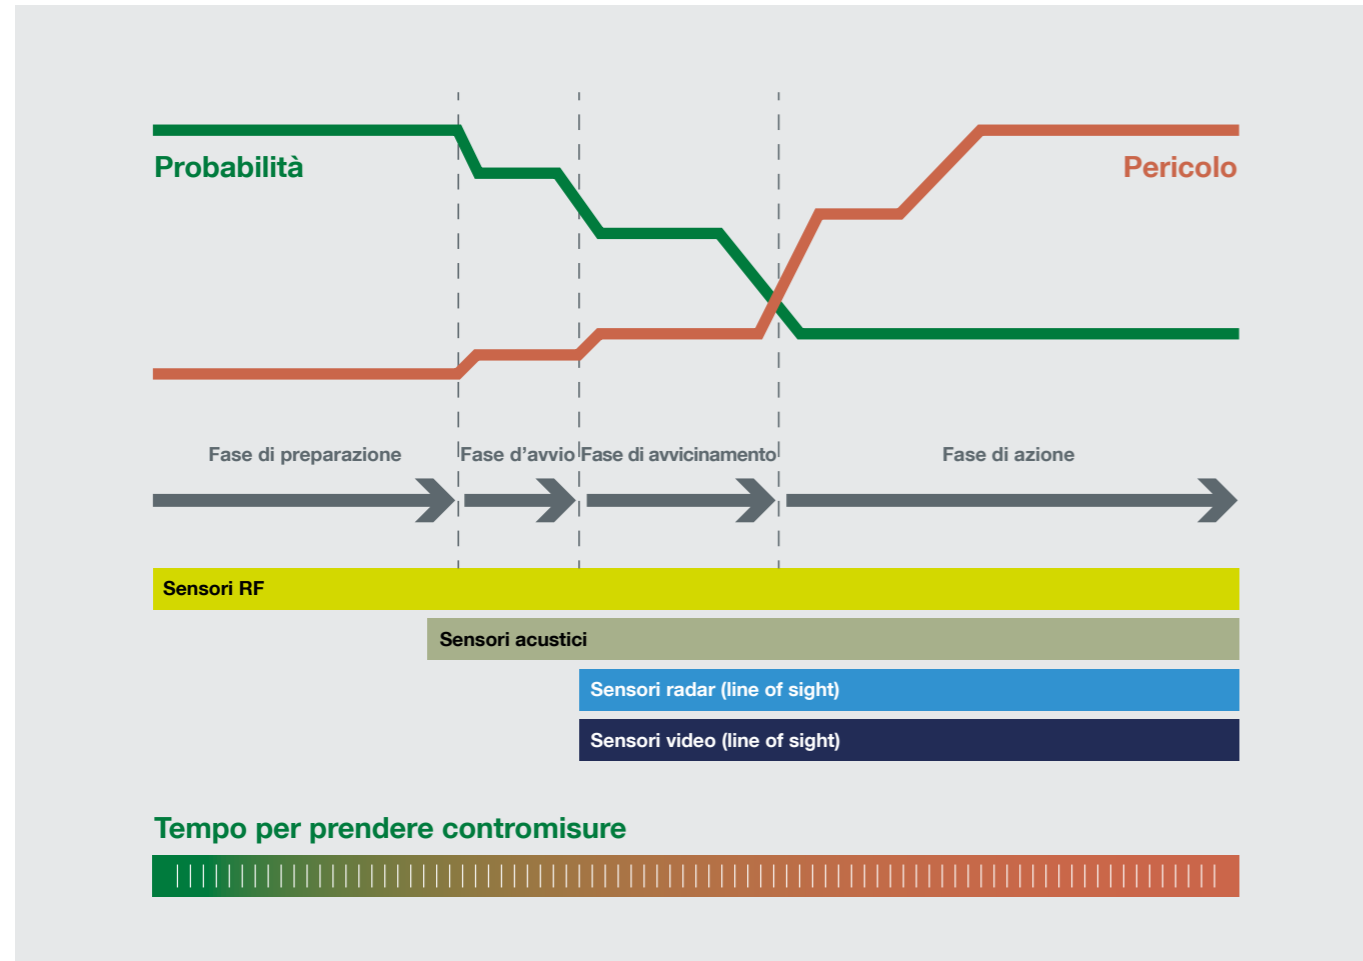 Probabilità
Pericolo
Fase di preparazione
Fase d’avvio
Fase di avvicinamento
Fase di azione
Sensori RF
Sensori acustici
Sensori radar (line of sight)
Sensori video (line of sight)
Tempo per prendere contromisure